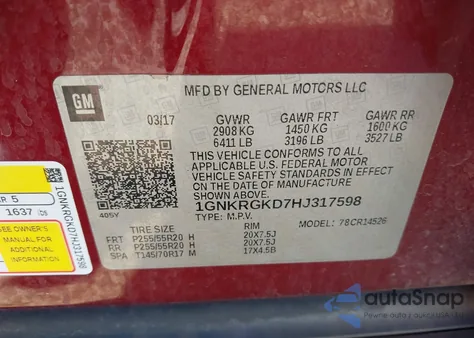 MFD BY GENERAL MOTORS LLC
GM
03/17
GVWR GAWR FRT GAWR RR
2908 KG 1450 KG 1600 KG
6411 LB 3196 LB 3527 LB
THIS VEHICLE CONFORMS TO ALL
APPLICABLE U.S. FEDERAL MOTOR
VEHICLE SAFETY STANDARDS IN EFFECT
ON THE DATE OF MANUFACTURE
1GNKRGKD7HJ317598
405Y
TYPE: M.P.V. MODEL: 78CR14526
TIRE SIZE RIM
FRT P255/55R20 H 20X7.5J
RR P255/55R20 H 20X7.5J
SPA T145/70R17 M 17X4.5B
5
1637
SEE OWNER'S
MANUAL FOR
ADDITIONAL
INFORMATION
1GNKRGKD7HJ317598
autoSnap